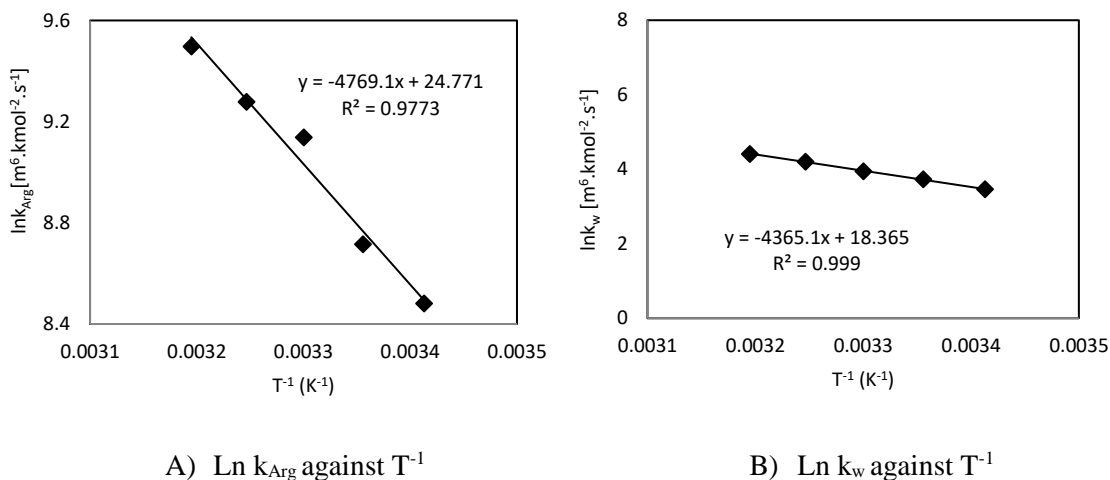 9.6
9.2
8.8
8.4
lnk_Arg [m⁶.kmol⁻².s⁻¹]
y = -4769.1x + 24.771
R² = 0.9773
0.0031 0.0032 0.0033 0.0034 0.0035
T⁻¹ (K⁻¹)
A) Ln k_Arg against T⁻¹
8
6
4
2
0
lnk_w [m⁶.kmol⁻².s⁻¹]
y = -4365.1x + 18.365
R² = 0.999
0.0031 0.0032 0.0033 0.0034 0.0035
T⁻¹ (K⁻¹)
B) Ln k_w against T⁻¹